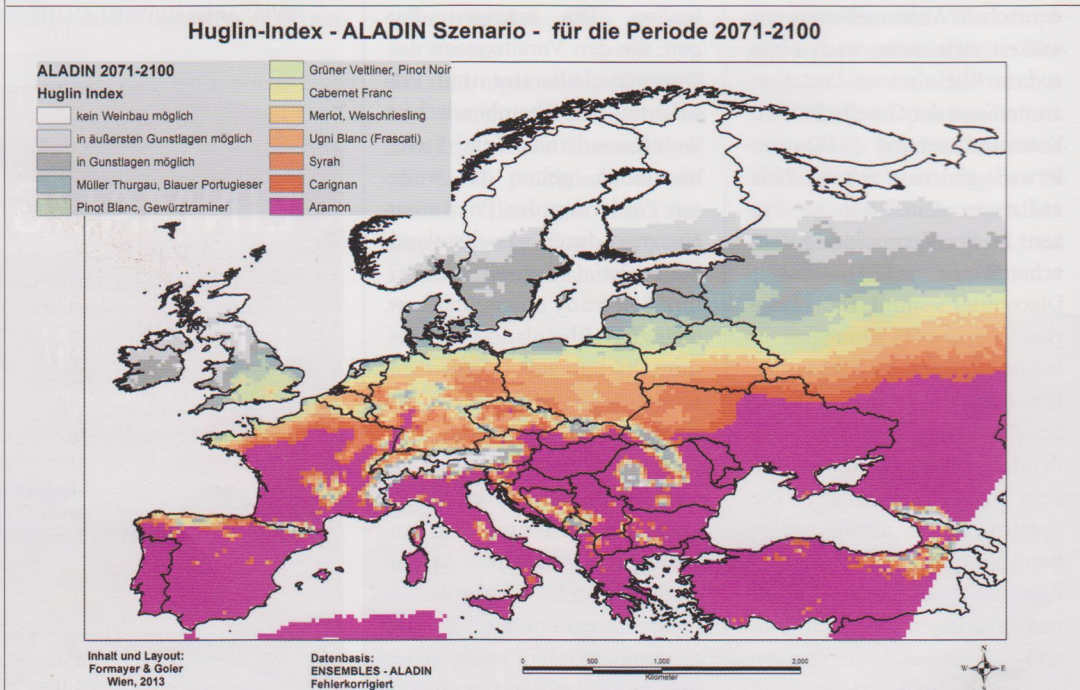 Huglin-Index - ALADIN Szenario - für die Periode 2071-2100
ALADIN 2071-2100
Huglin Index
kein Weinbau möglich
in äußersten Gunstlagen möglich
in Gunstlagen möglich
Müller Thurgau, Blauer Portugieser
Pinot Blanc, Gewürztraminer
Grüner Veltliner, Pinot Noir
Cabernet Franc
Merlot, Welschriesling
Ugni Blanc (Frascati)
Syrah
Carignan
Aramon
Inhalt und Layout:
Formayer & Goler
Wien, 2013
Datenbasis:
ENSEMBLES - ALADIN
Fehlerkorrigiert
0 500 1,000 2,000
Kilometer
N
W E
S